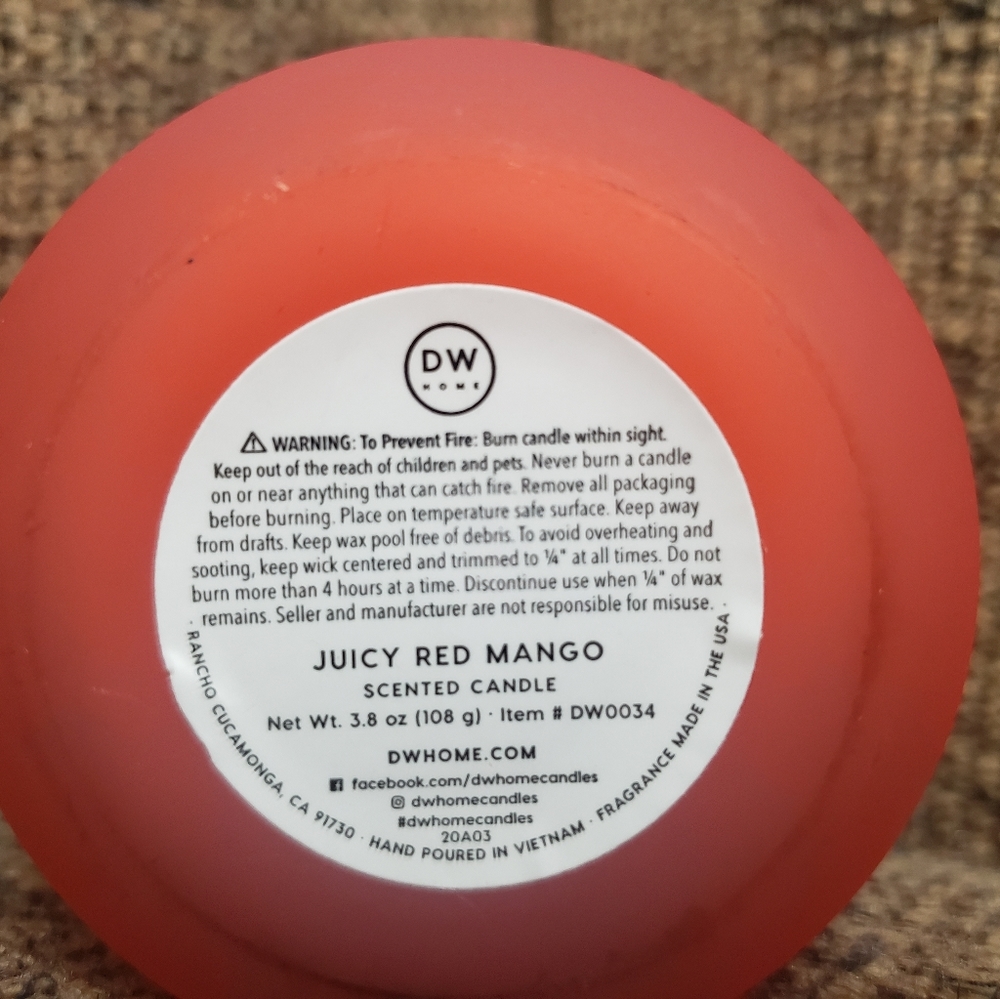 DW
HOME
⚠ WARNING: To Prevent Fire: Burn candle within sight.
Keep out of the reach of children and pets. Never burn a candle
on or near anything that can catch fire. Remove all packaging
before burning. Place on temperature safe surface. Keep away
from drafts. Keep wax pool free of debris. To avoid overheating and
sooting, keep wick centered and trimmed to ¼" at all times. Do not
burn more than 4 hours at a time. Discontinue use when ¼" of wax
remains. Seller and manufacturer are not responsible for misuse.
JUICY RED MANGO
SCENTED CANDLE
Net Wt. 3.8 oz (108 g) · Item # DW0034
DWHOME.COM
facebook.com/dwhomecandles
dwhomecandles
#dwhomecandles
20A03
· RANCHO CUCAMONGA, CA 91730 · HAND POURED IN VIETNAM · FRAGRANCE MADE IN THE USA ·